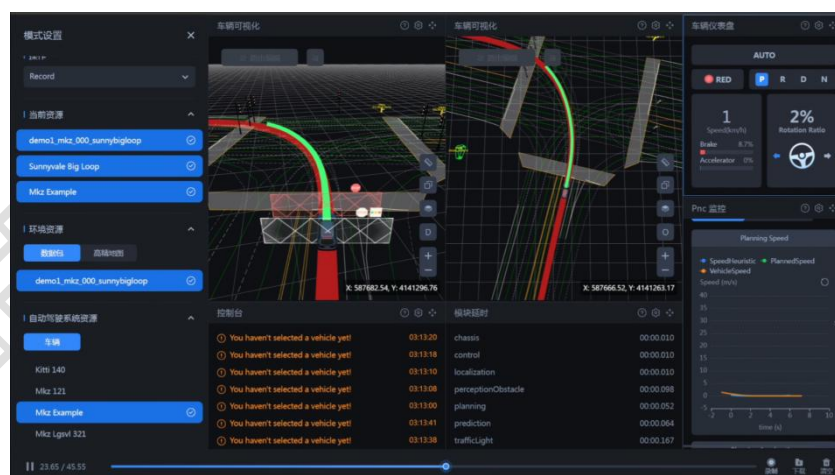 模式设置
Record
当前资源
demo1_mkz_000_sunnybigloop
Sunnyvale Big Loop
Mkz Example
环境资源
数据包
高精地图
demo1_mkz_000_sunnybigloop
自动驾驶系统资源
车辆
Kitti 140
Mkz 121
Mkz Example
Mkz Lgsvl 321
车辆可视化
D
X: 587682.54, Y: 4141296.76
车辆可视化
X: 587666.52, Y: 4141263.17
控制台
You haven't selected a vehicle yet! 03:13:20
You haven't selected a vehicle yet! 03:13:18
You haven't selected a vehicle yet! 03:13:10
You haven't selected a vehicle yet! 03:13:08
You haven't selected a vehicle yet! 03:13:00
You haven't selected a vehicle yet! 03:13:41
You haven't selected a vehicle yet! 03:13:38
模块延时
chassis 00:00.010
control 00:00.010
localization 00:00.010
perceptionObstacle 00:00.098
planning 00:00.052
prediction 00:00.064
trafficLight 00:00.167
车辆仪表盘
AUTO
RED P R D N
1
Speed(km/h)
Brake 8.7%
Accelerator 0%
2%
Rotation Ratio
Pnc 监控
Planning Speed
SpeedHeuristic PlannedSpeed
VehicleSpeed
Speed (m/s)
40
35
30
25
20
15
10
5
0
-5
-2 0 2 4 6 8 10
time (s)
23.65 / 45.55
录制 下载 清空